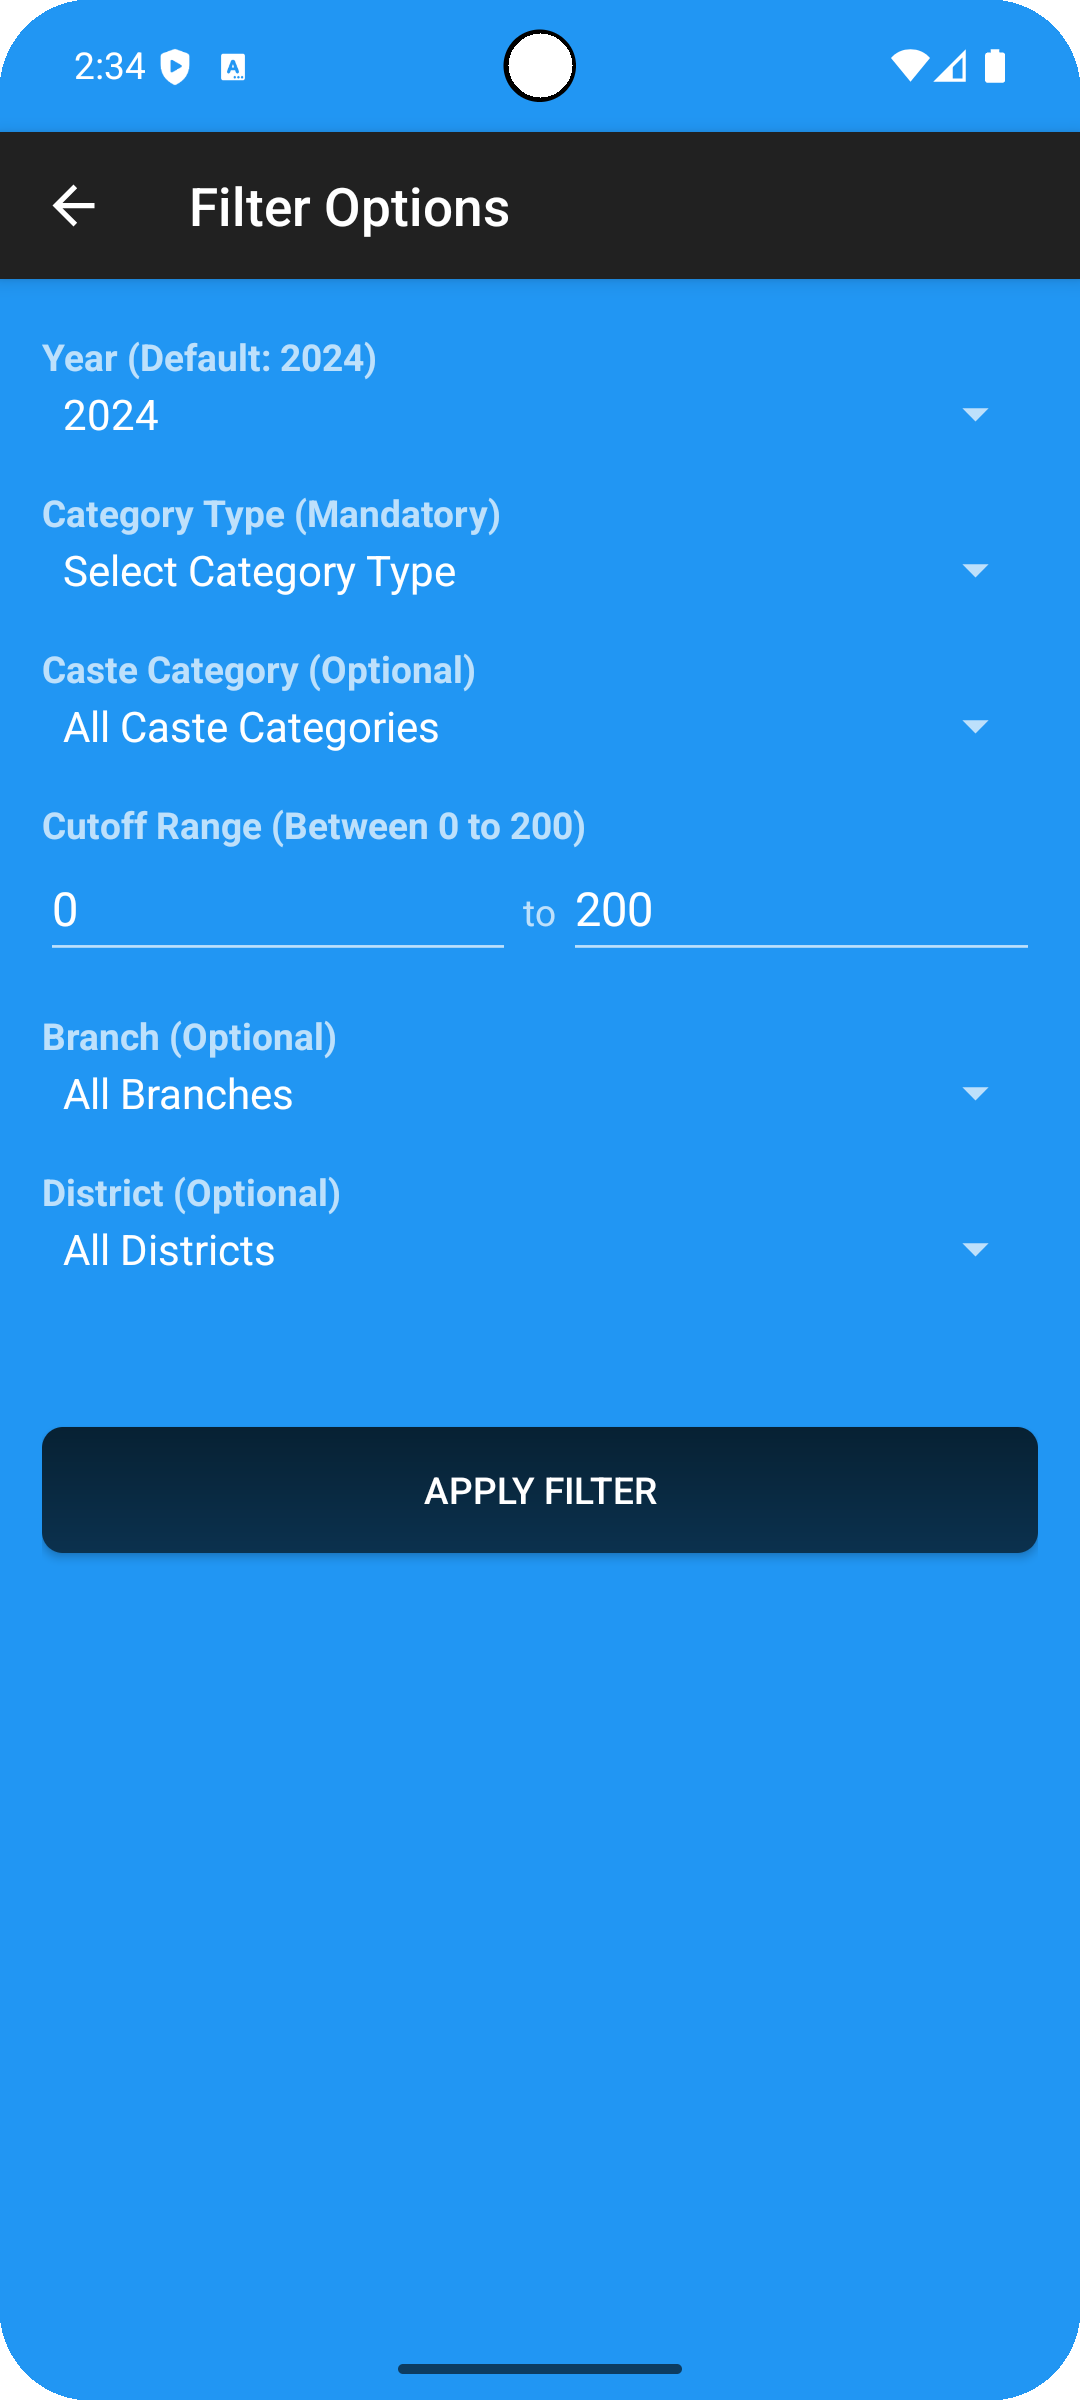 2:34
Filter Options
Year (Default: 2024)
2024
Category Type (Mandatory)
Select Category Type
Caste Category (Optional)
All Caste Categories
Cutoff Range (Between 0 to 200)
0 to 200
Branch (Optional)
All Branches
District (Optional)
All Districts
APPLY FILTER